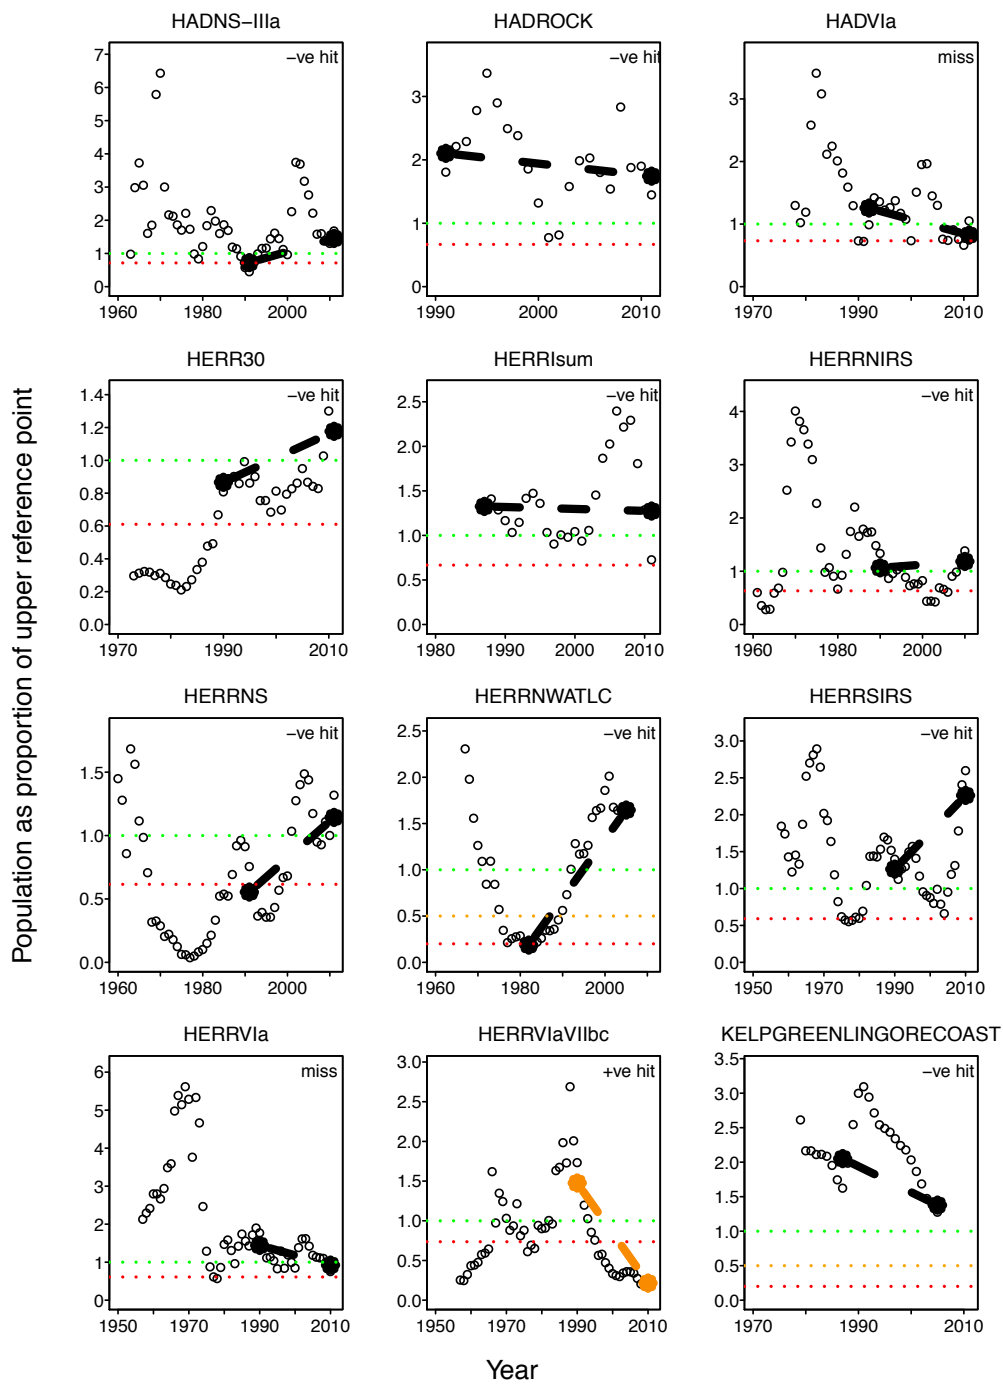 HADNS−IIIa
−ve hit
7
6
5
4
3
2
1
0
1960 1980 2000
HADROCK
−ve hit
3
2
1
0
1990 2000 2010
HADVIa
miss
3
2
1
0
1970 1990 2010
HERR30
−ve hit
1.4
1.2
1.0
0.8
0.6
0.4
0.2
0.0
1970 1990 2010
HERRIsum
−ve hit
2.5
2.0
1.5
1.0
0.5
0.0
1980 1990 2000 2010
HERRNIRS
−ve hit
4
3
2
1
0
1960 1980 2000
HERRNS
−ve hit
1.5
1.0
0.5
0.0
1960 1980 2000
HERRNWATLC
−ve hit
2.5
2.0
1.5
1.0
0.5
0.0
1960 1980 2000
HERRSIRS
−ve hit
3.0
2.5
2.0
1.5
1.0
0.5
0.0
1950 1970 1990 2010
HERRVIa
miss
6
5
4
3
2
1
0
1950 1970 1990 2010
HERRVIaVIIbc
+ve hit
3.0
2.5
2.0
1.5
1.0
0.5
0.0
1950 1970 1990 2010
KELPGREENLINGORECOAST
−ve hit
3.5
3.0
2.5
2.0
1.5
1.0
0.5
0.0
1970 1990 2010
Population as proportion of upper reference point
Year